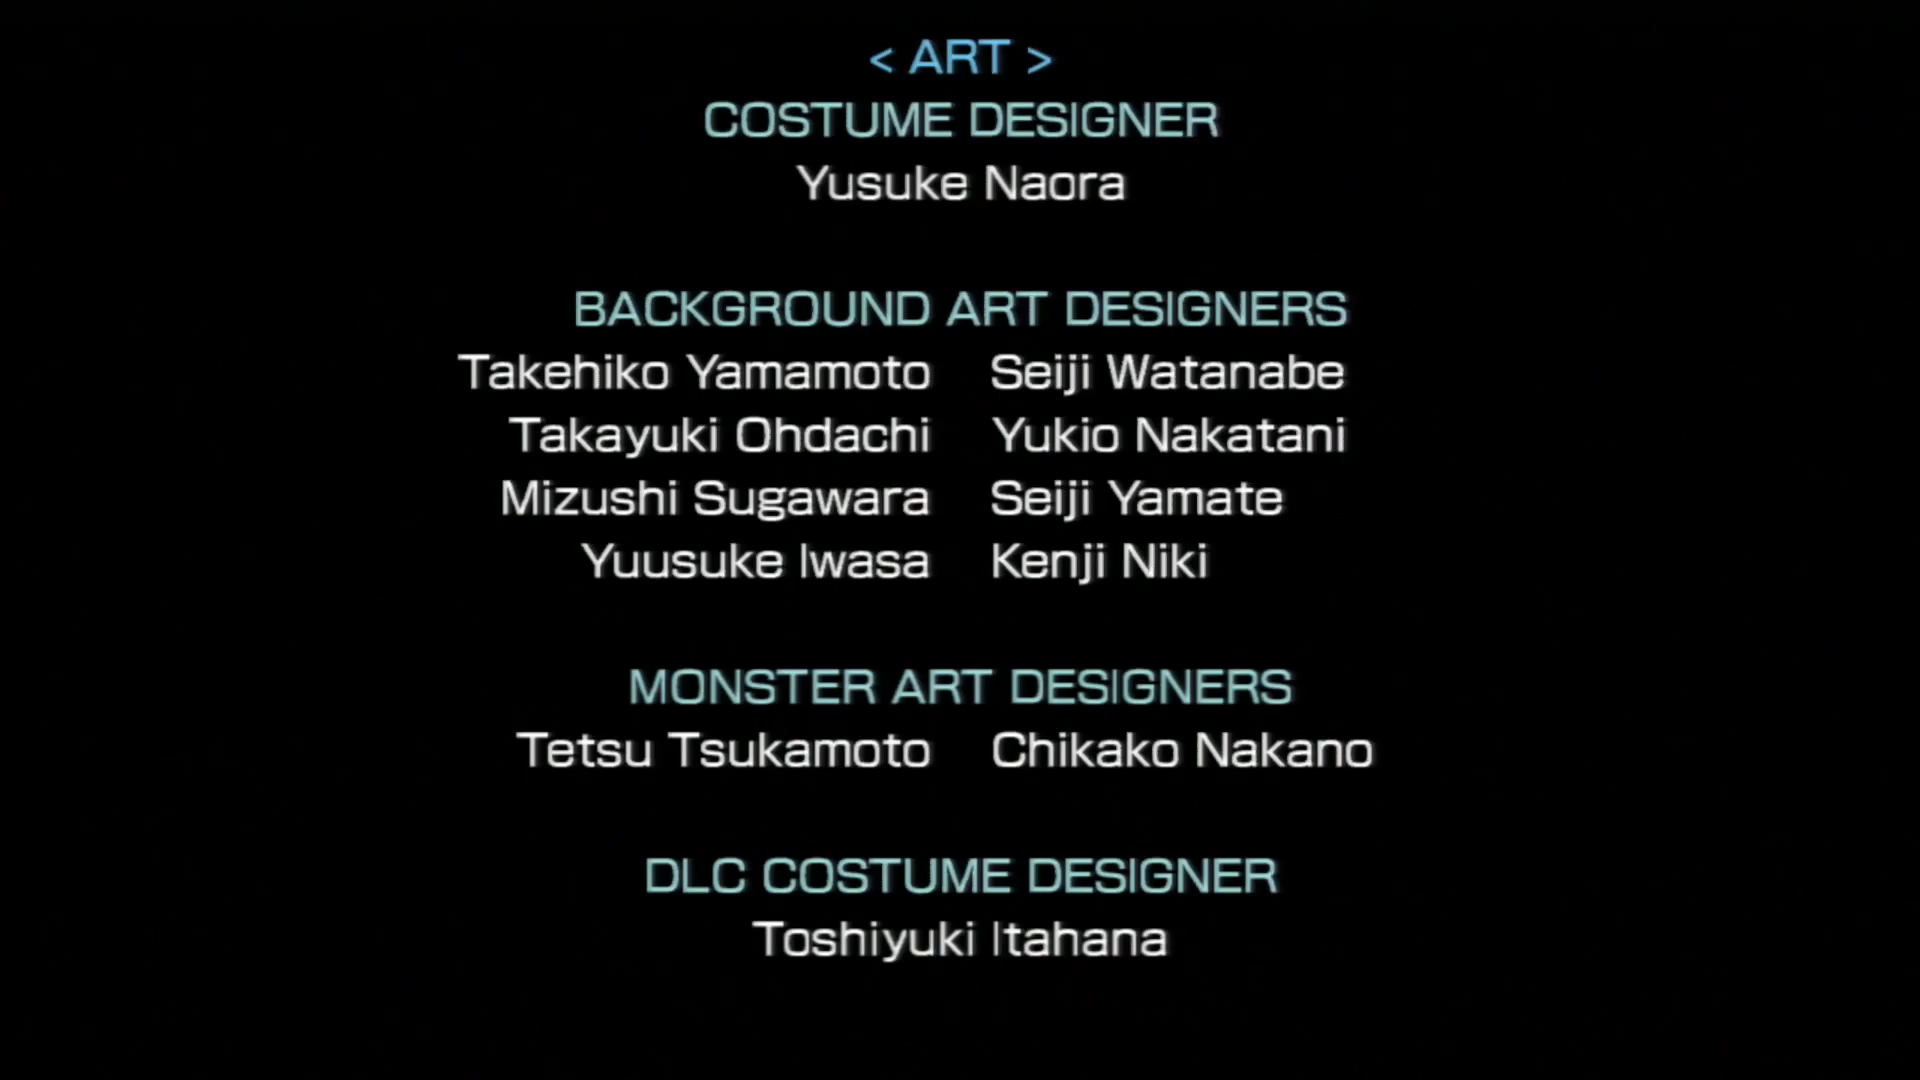 < ART >
COSTUME DESIGNER
Yusuke Naora
BACKGROUND ART DESIGNERS
Takehiko Yamamoto Seiji Watanabe
Takayuki Ohdachi Yukio Nakatani
Mizushi Sugawara Seiji Yamate
Yuusuke Iwasa Kenji Niki
MONSTER ART DESIGNERS
Tetsu Tsukamoto Chikako Nakano
DLC COSTUME DESIGNER
Toshiyuki Itahana